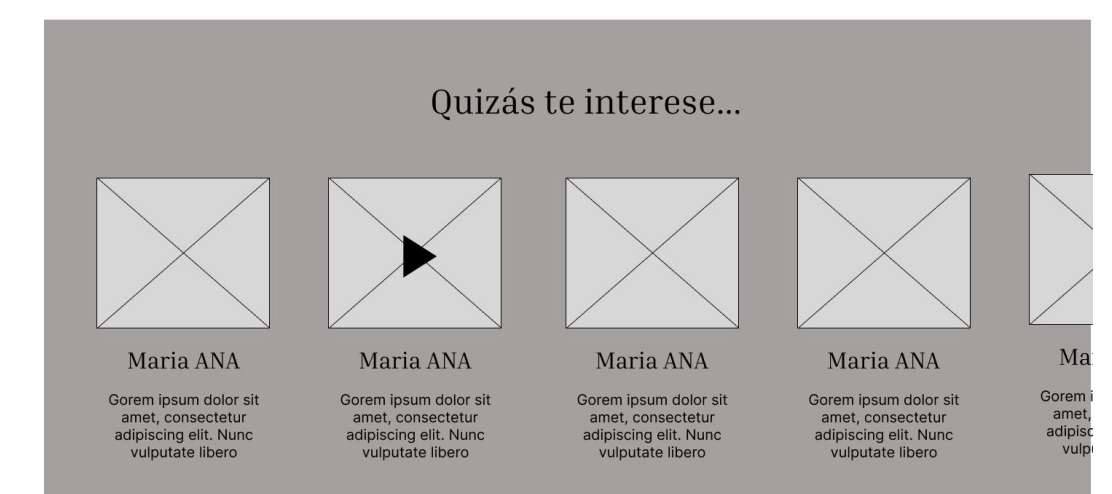 Quizás te interese...
Maria ANA
Gorem ipsum dolor sit
amet, consectetur
adipiscing elit. Nunc
vulputate libero
Maria ANA
Gorem ipsum dolor sit
amet, consectetur
adipiscing elit. Nunc
vulputate libero
Maria ANA
Gorem ipsum dolor sit
amet, consectetur
adipiscing elit. Nunc
vulputate libero
Maria ANA
Gorem ipsum dolor sit
amet, consectetur
adipiscing elit. Nunc
vulputate libero
Gorem
amet,